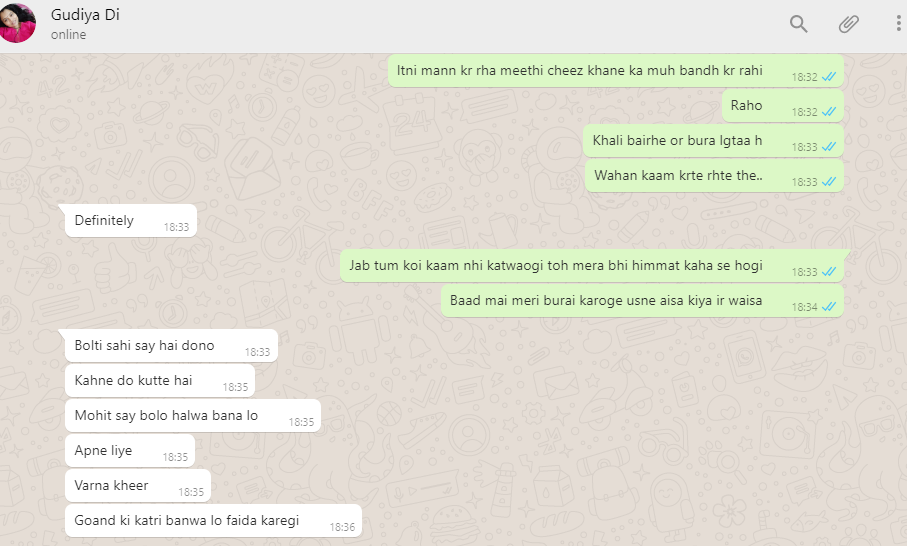 Gudiya Di
online
Itni mann kr rha meethi cheez khane ka muh bandh kr rahi
18:32
Raho
18:32
Khali bairhe or bura lgtaa h
18:33
Wahan kaam krte rhte the..
18:33
Definitely
18:33
Jab tum koi kaam nhi katwaogi toh mera bhi himmat kaha se hogi
18:33
Baad mai meri burai karoge usne aisa kiya ir waisa
18:34
Bolti sahi say hai dono
18:33
Kahne do kutte hai
18:35
Mohit say bolo halwa bana lo
18:35
Apne liye
18:35
Varna kheer
18:35
Goand ki katri banwa lo faida karegi
18:36